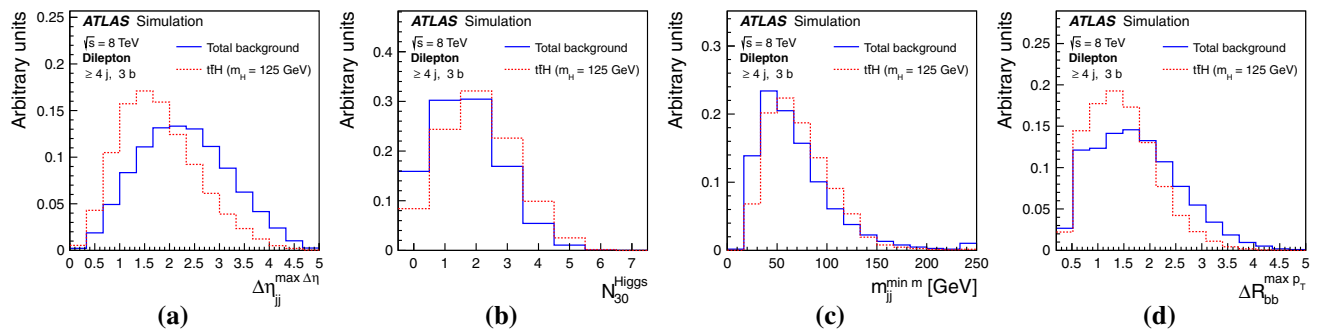 Arbitrary units
0.25
0.2
0.15
0.1
0.05
0
ATLAS Simulation
√s = 8 TeV
Dilepton
≥ 4 j, 3 b
Total background
tt̄H (m_H = 125 GeV)
0 0.5 1 1.5 2 2.5 3 3.5 4 4.5 5
Δη_jj^max Δη
(a)
Arbitrary units
0.4
0.3
0.2
0.1
0
ATLAS Simulation
√s = 8 TeV
Dilepton
≥ 4 j, 3 b
Total background
tt̄H (m_H = 125 GeV)
0 1 2 3 4 5 6 7
N_30^Higgs
(b)
Arbitrary units
0.3
0.2
0.1
0
ATLAS Simulation
√s = 8 TeV
Dilepton
≥ 4 j, 3 b
Total background
tt̄H (m_H = 125 GeV)
0 50 100 150 200 250
m_jj^min m [GeV]
(c)
Arbitrary units
0.25
0.2
0.15
0.1
0.05
0
ATLAS Simulation
√s = 8 TeV
Dilepton
≥ 4 j, 3 b
Total background
tt̄H (m_H = 125 GeV)
0.5 1 1.5 2 2.5 3 3.5 4 4.5 5
ΔR_bb^max p_T
(d)